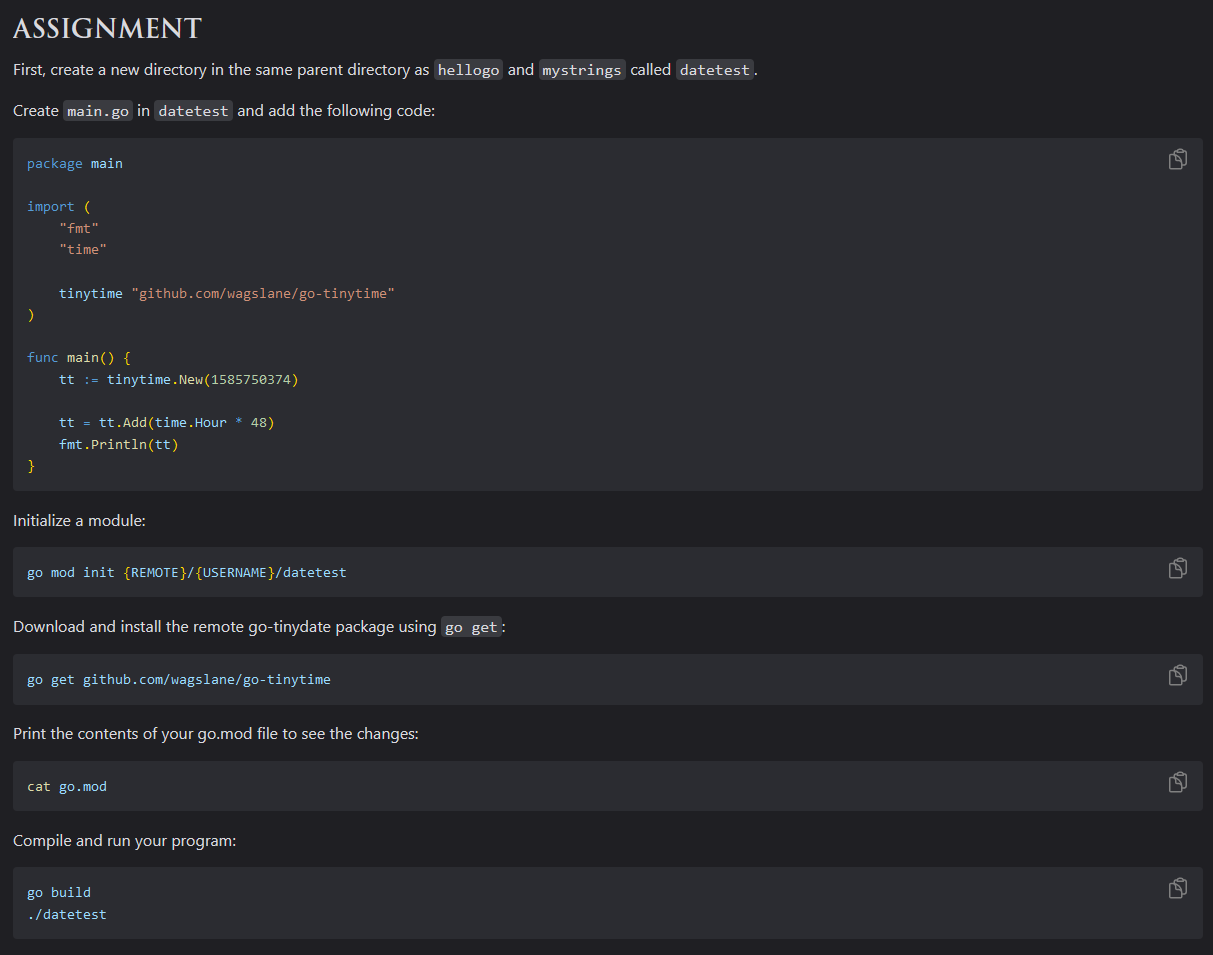 ASSIGNMENT
First, create a new directory in the same parent directory as hellogo and mystrings called datetest.
Create main.go in datetest and add the following code:
package main
import (
"fmt"
"time"
tinytime "github.com/wagslane/go-tinytime"
)
func main() {
tt := tinytime.New(1585750374)
tt = tt.Add(time.Hour * 48)
fmt.Println(tt)
}
Initialize a module:
go mod init {REMOTE}/{USERNAME}/datetest
Download and install the remote go-tinydate package using go get:
go get github.com/wagslane/go-tinytime
Print the contents of your go.mod file to see the changes:
cat go.mod
Compile and run your program:
go build
./datetest